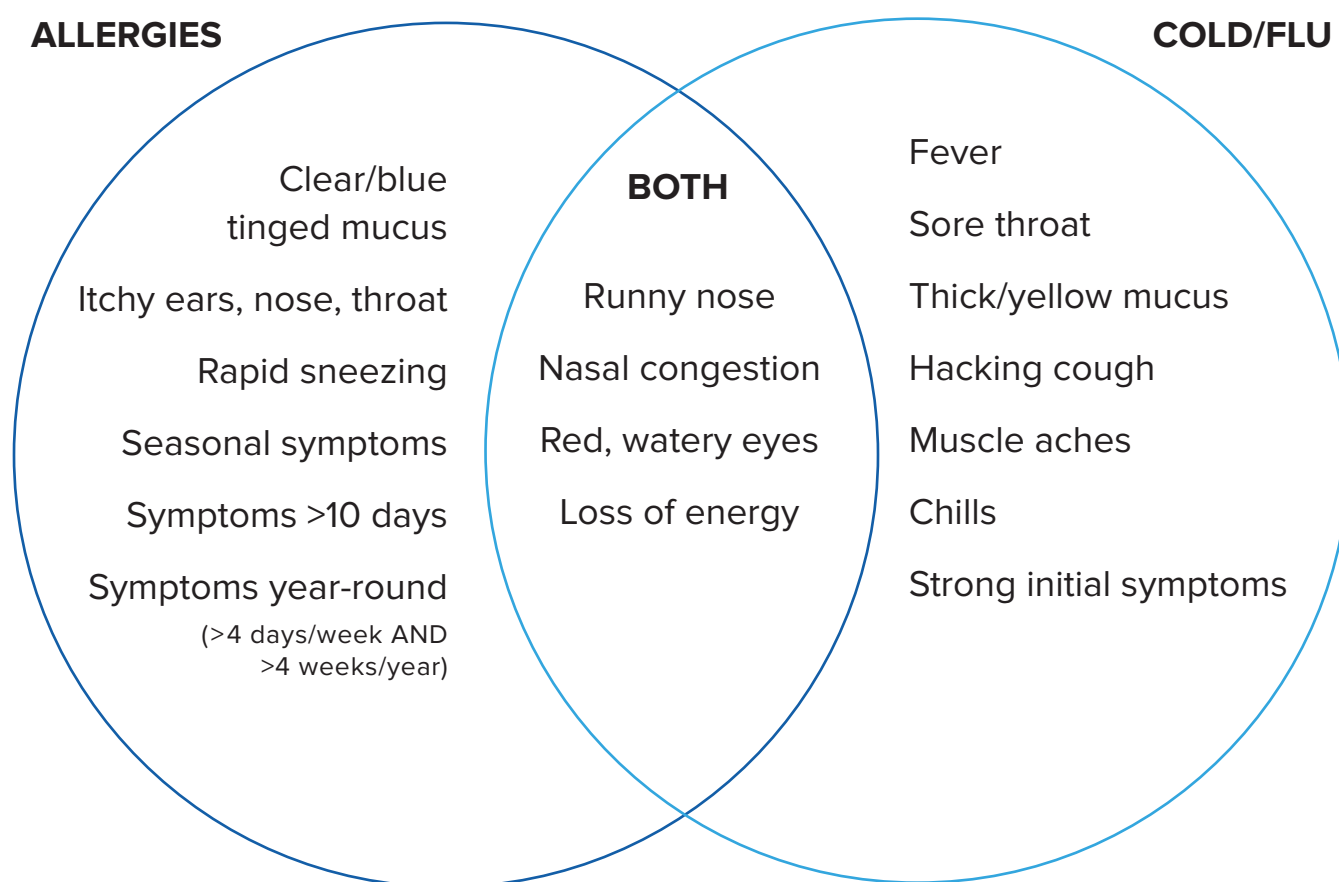 ALLERGIES
COLD/FLU
Clear/blue
tinged mucus
Itchy ears, nose, throat
Rapid sneezing
Seasonal symptoms
Symptoms >10 days
Symptoms year-round
(>4 days/week AND
>4 weeks/year)
BOTH
Runny nose
Nasal congestion
Red, watery eyes
Loss of energy
Fever
Sore throat
Thick/yellow mucus
Hacking cough
Muscle aches
Chills
Strong initial symptoms